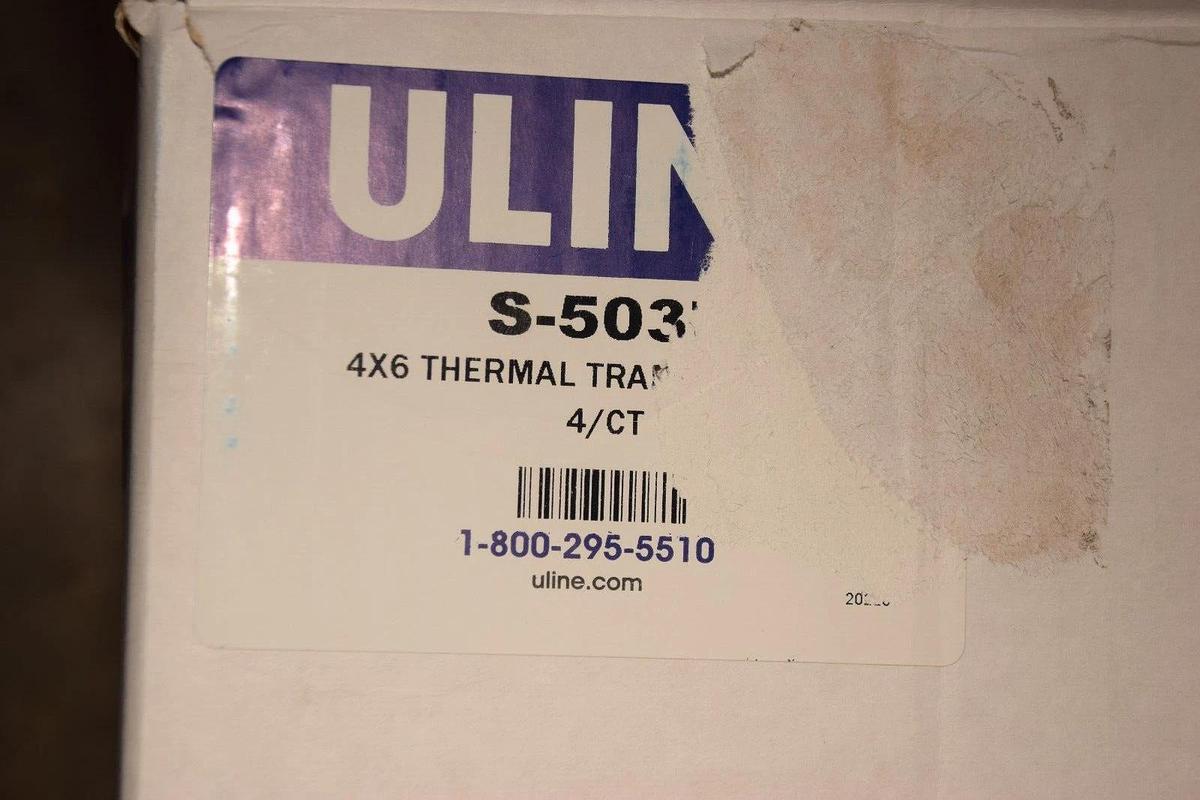 ULIN
S-503
4X6 THERMAL TRA
4/CT
1-800-295-5510
uline.com